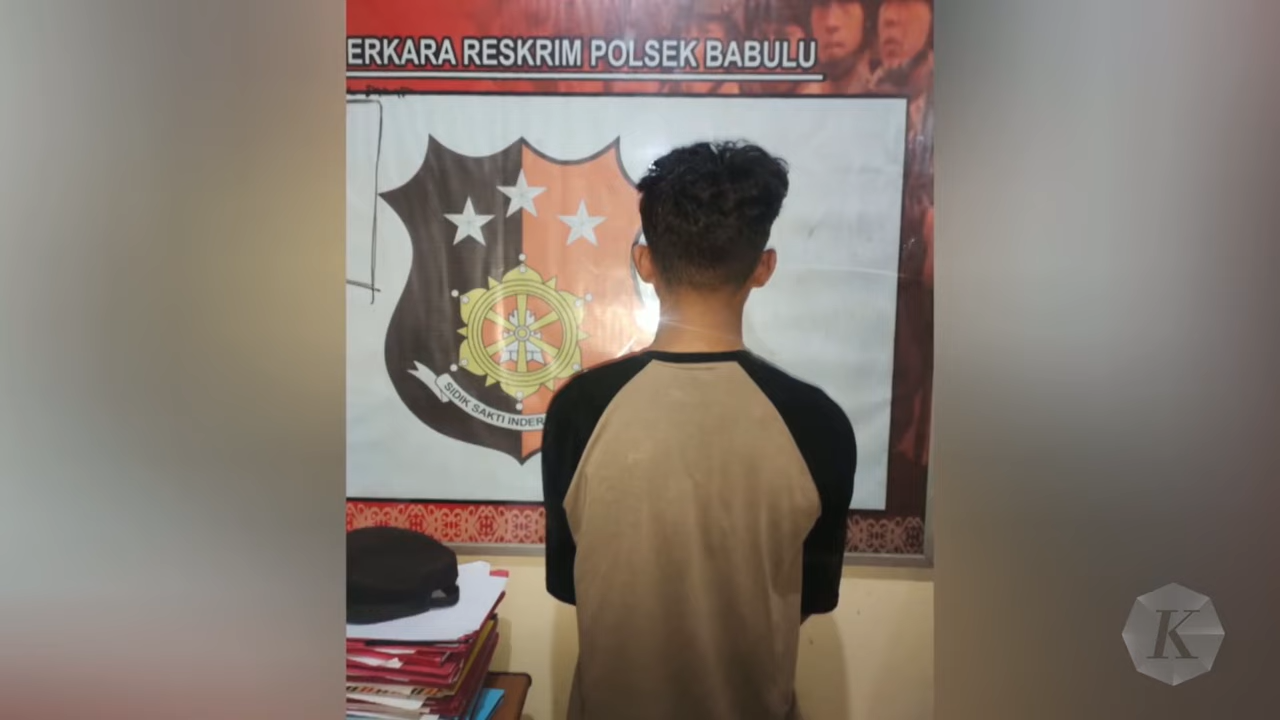 ERKARA RESKRIM POLSEK BABULU
SIDIK SAKTI INDER
K